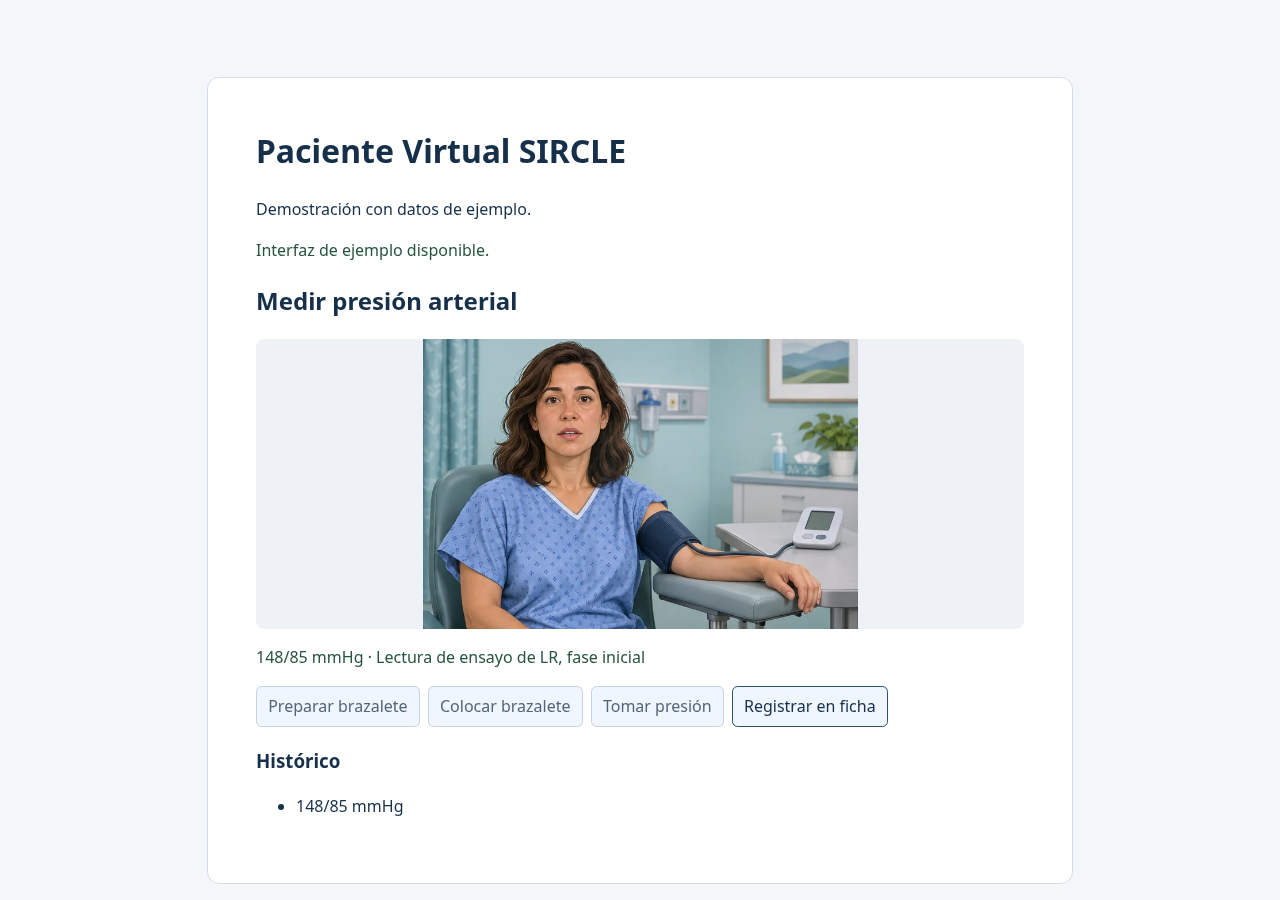 Paciente Virtual SIRCLE
Demostración con datos de ejemplo.
Interfaz de ejemplo disponible.
Medir presión arterial
148/85 mmHg · Lectura de ensayo de LR, fase inicial
Preparar brazalete Colocar brazalete Tomar presión Registrar en ficha
Histórico
148/85 mmHg